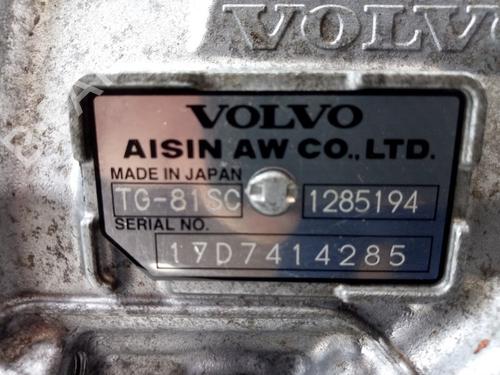 VOLVO
VOLVO
AISIN AW CO., LTD.
MADE IN JAPAN
TG-81SC 1285194
SERIAL NO.
17D7414285